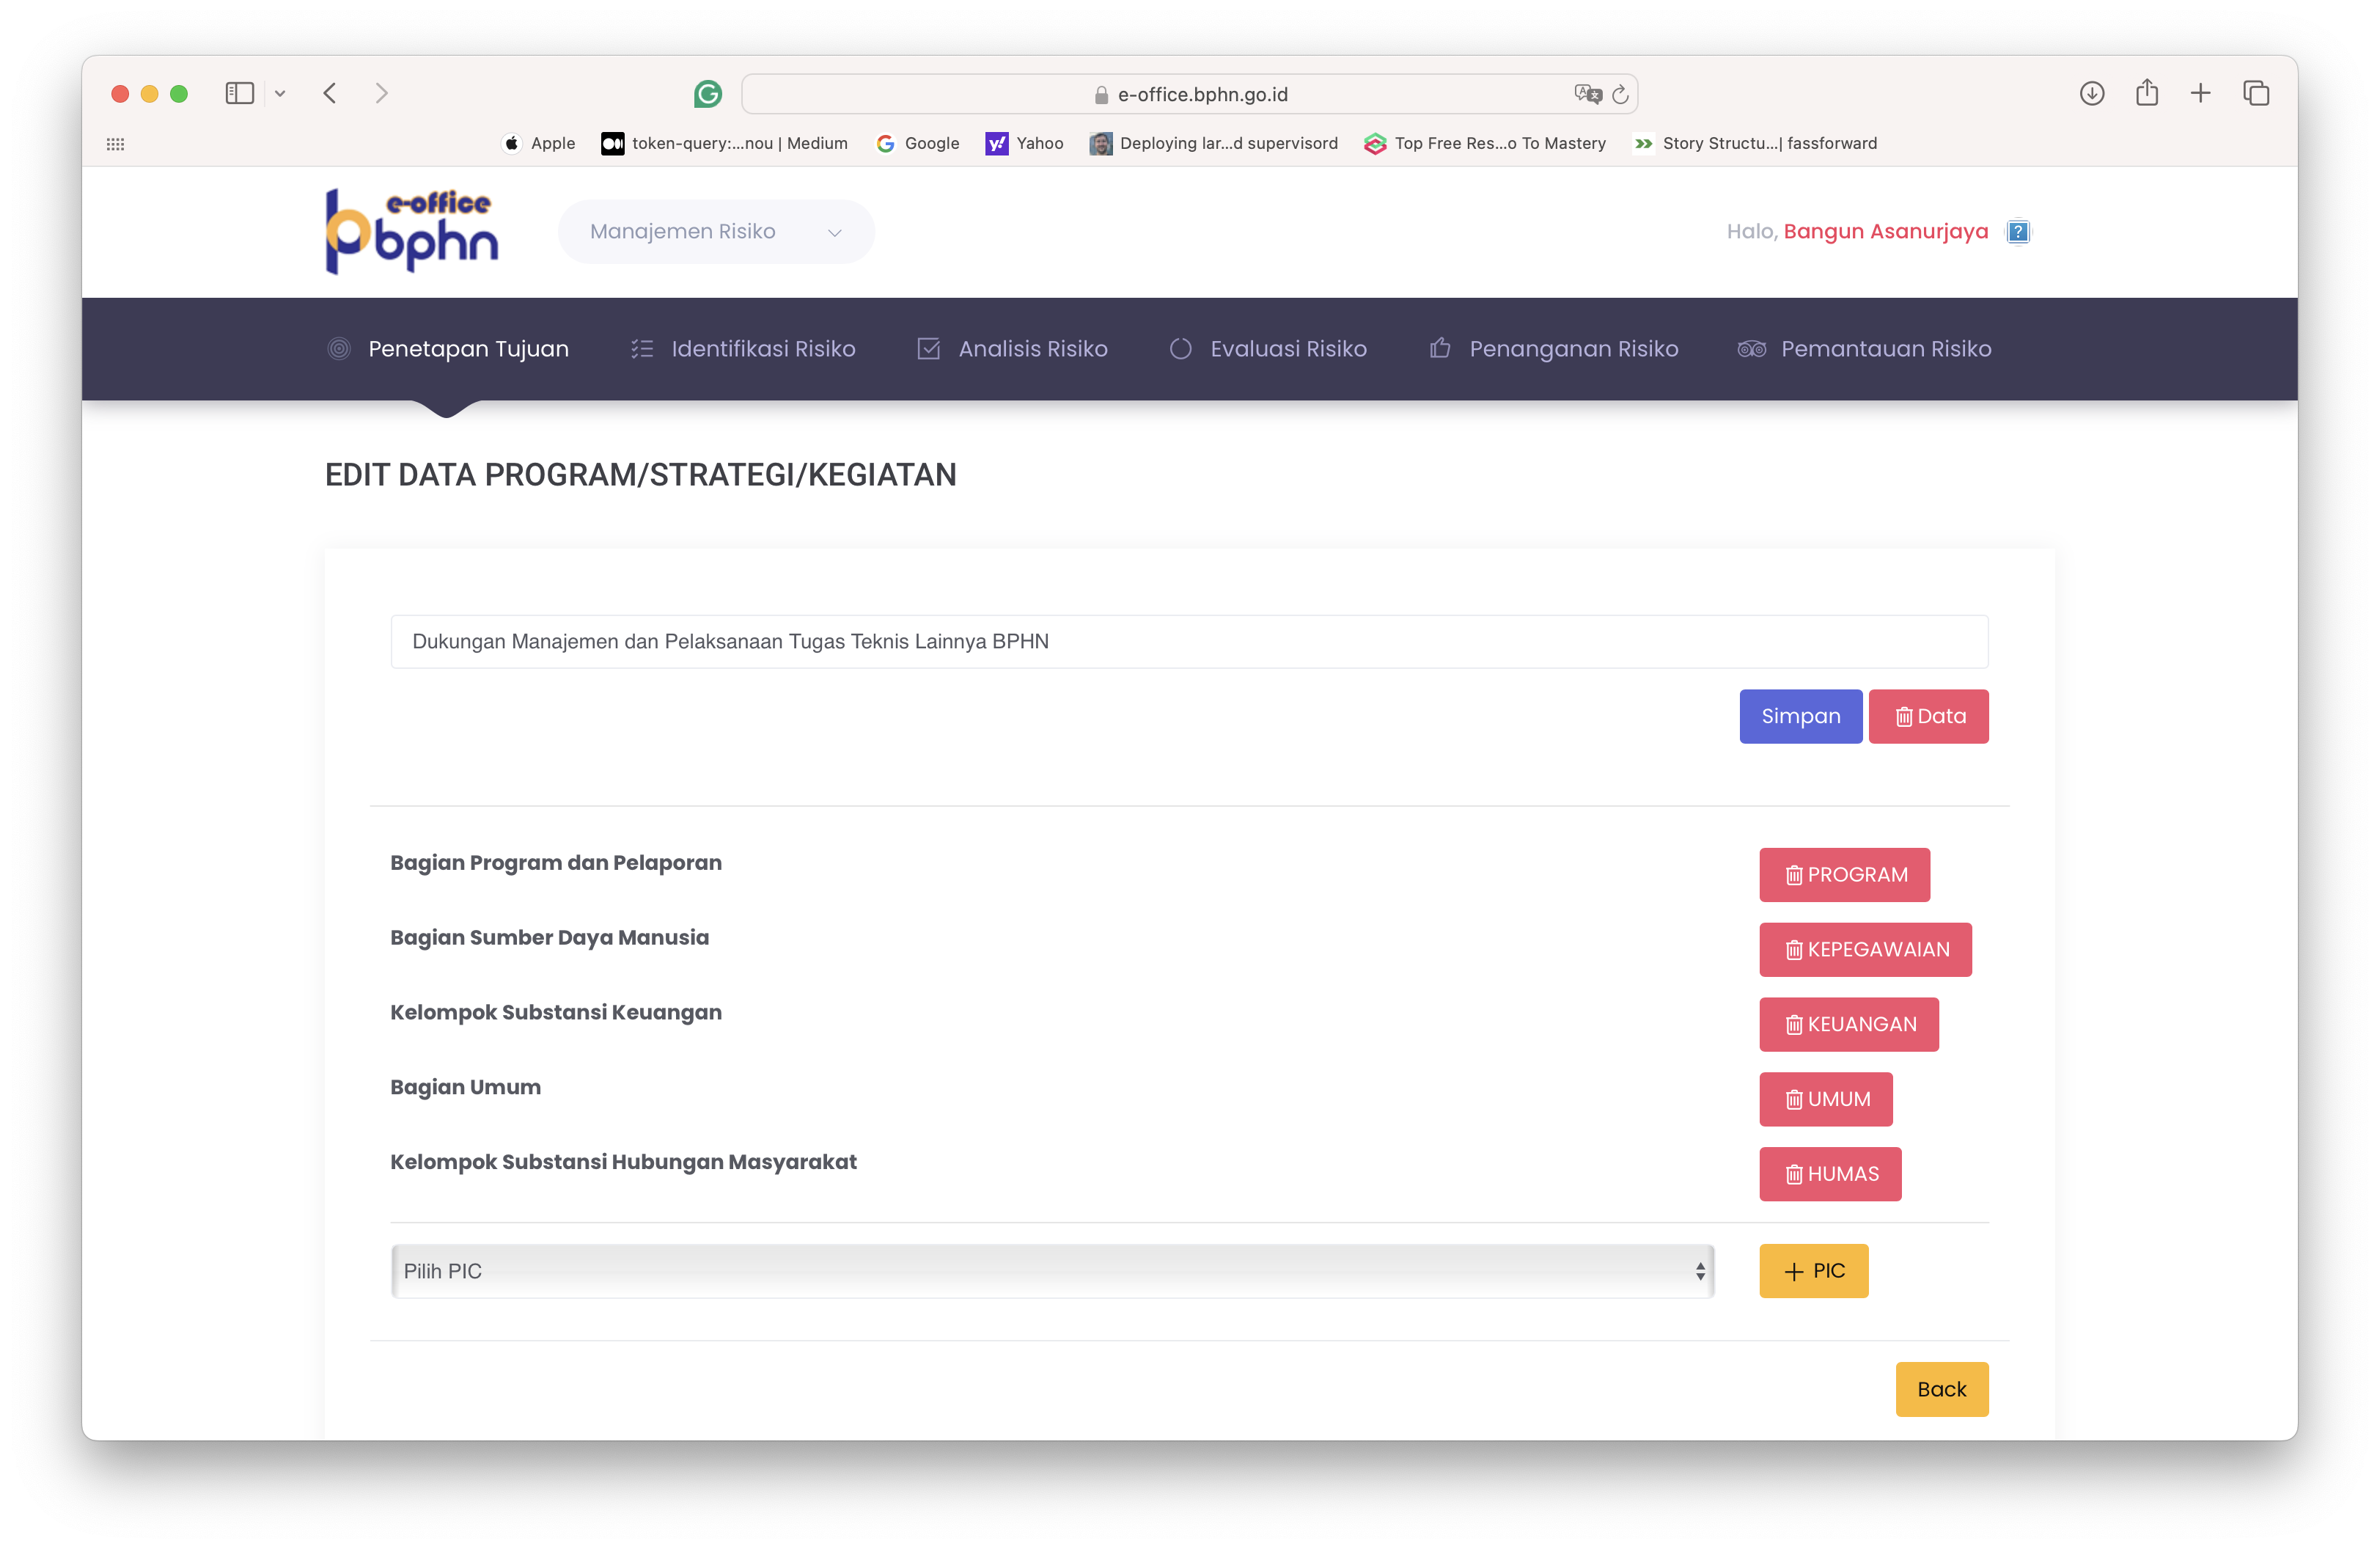 e-office.bphn.go.id
Apple
token-query:...nou | Medium
Google
Yahoo
Deploying lar...d supervisord
Top Free Res...o To Mastery
Story Structu...| fassforward
e-office
bphn
Manajemen Risiko
Halo, Bangun Asanurjaya
Penetapan Tujuan
Identifikasi Risiko
Analisis Risiko
Evaluasi Risiko
Penanganan Risiko
Pemantauan Risiko
EDIT DATA PROGRAM/STRATEGI/KEGIATAN
Dukungan Manajemen dan Pelaksanaan Tugas Teknis Lainnya BPHN
Simpan
Data
Bagian Program dan Pelaporan
PROGRAM
Bagian Sumber Daya Manusia
KEPEGAWAIAN
Kelompok Substansi Keuangan
KEUANGAN
Bagian Umum
UMUM
Kelompok Substansi Hubungan Masyarakat
HUMAS
Pilih PIC
+ PIC
Back